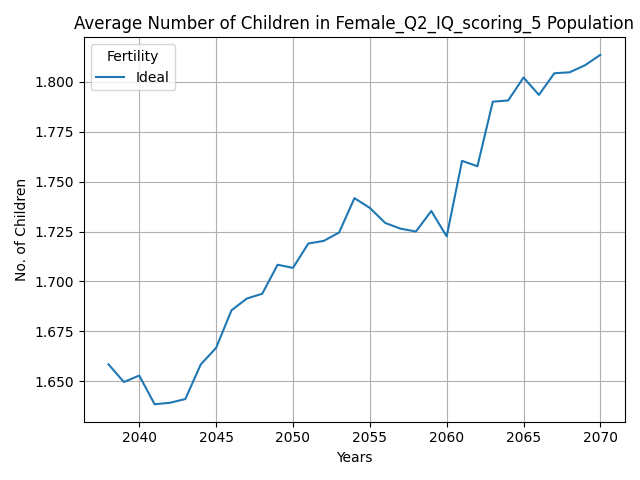 Average Number of Children in Female_Q2_IQ_scoring_5 Population
Fertility
Ideal
No. of Children
1.800
1.775
1.750
1.725
1.700
1.675
1.650
2040 2045 2050 2055 2060 2065 2070
Years